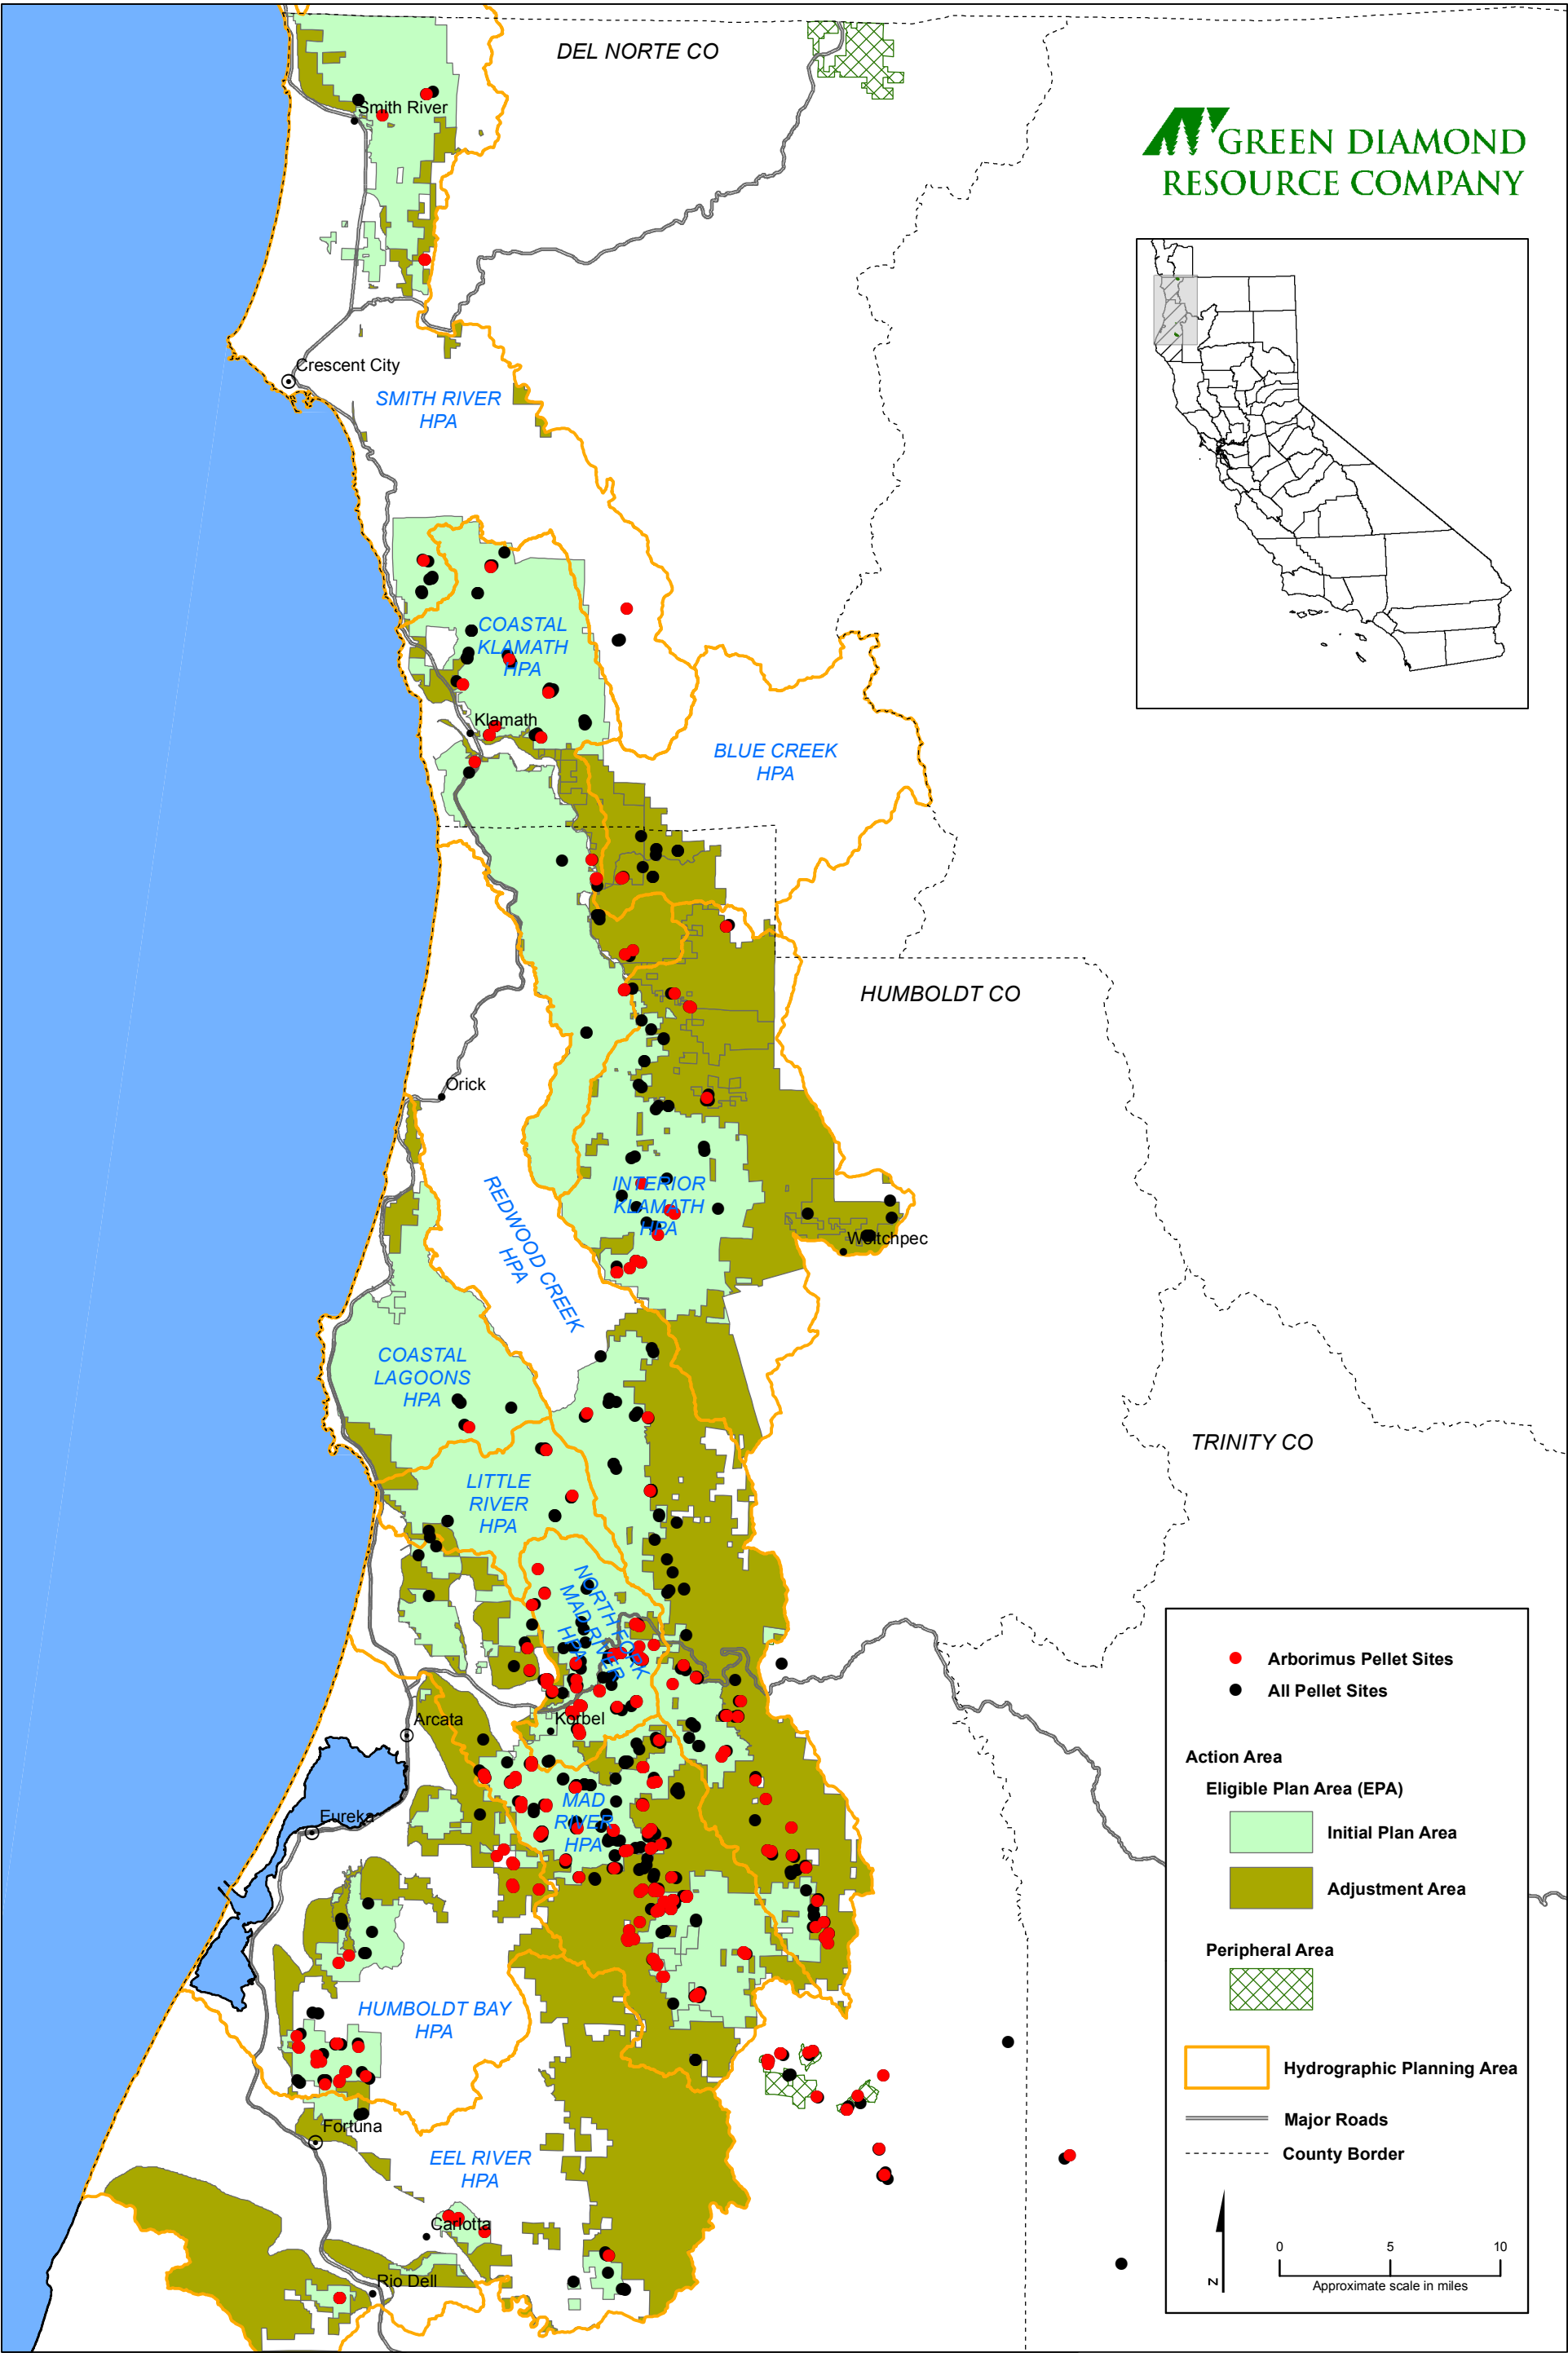 DEL NORTE CO
GREEN DIAMOND
RESOURCE COMPANY
Smith River
Crescent City
SMITH RIVER
HPA
COASTAL
KLAMATH
HPA
Klamath
BLUE CREEK
HPA
HUMBOLDT CO
Orick
REDWOOD CREEK
HPA
INTERIOR
KLAMATH
HPA
Weitchpec
COASTAL
LAGOONS
HPA
TRINITY CO
LITTLE
RIVER
HPA
NORTH FORK
MAD RIVER
HPA
Arcata
Korbel
Eureka
MAD
RIVER
HPA
HUMBOLDT BAY
HPA
Fortuna
EEL RIVER
HPA
Carlotta
Rio Dell
Arborimus Pellet Sites
All Pellet Sites
Action Area
Eligible Plan Area (EPA)
Initial Plan Area
Adjustment Area
Peripheral Area
Hydrographic Planning Area
Major Roads
County Border
N
0 5 10
Approximate scale in miles